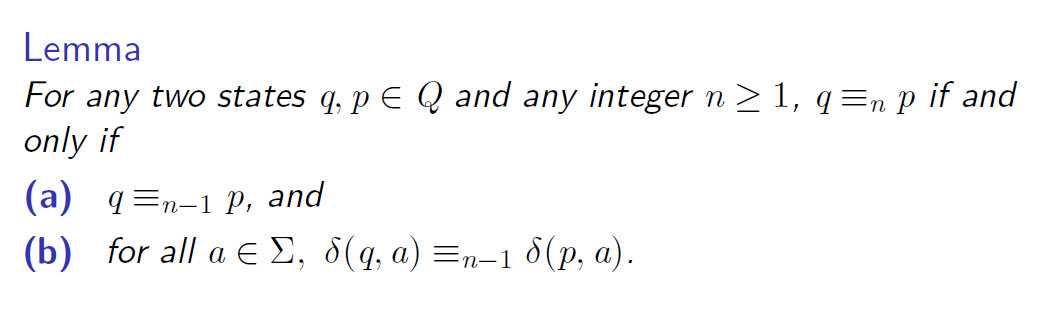 Lemma
For any two states q, p ∈ Q and any integer n ≥ 1, q ≡ₙ p if and
only if
(a) q ≡ₙ₋₁ p, and
(b) for all a ∈ Σ, δ(q, a) ≡ₙ₋₁ δ(p, a).